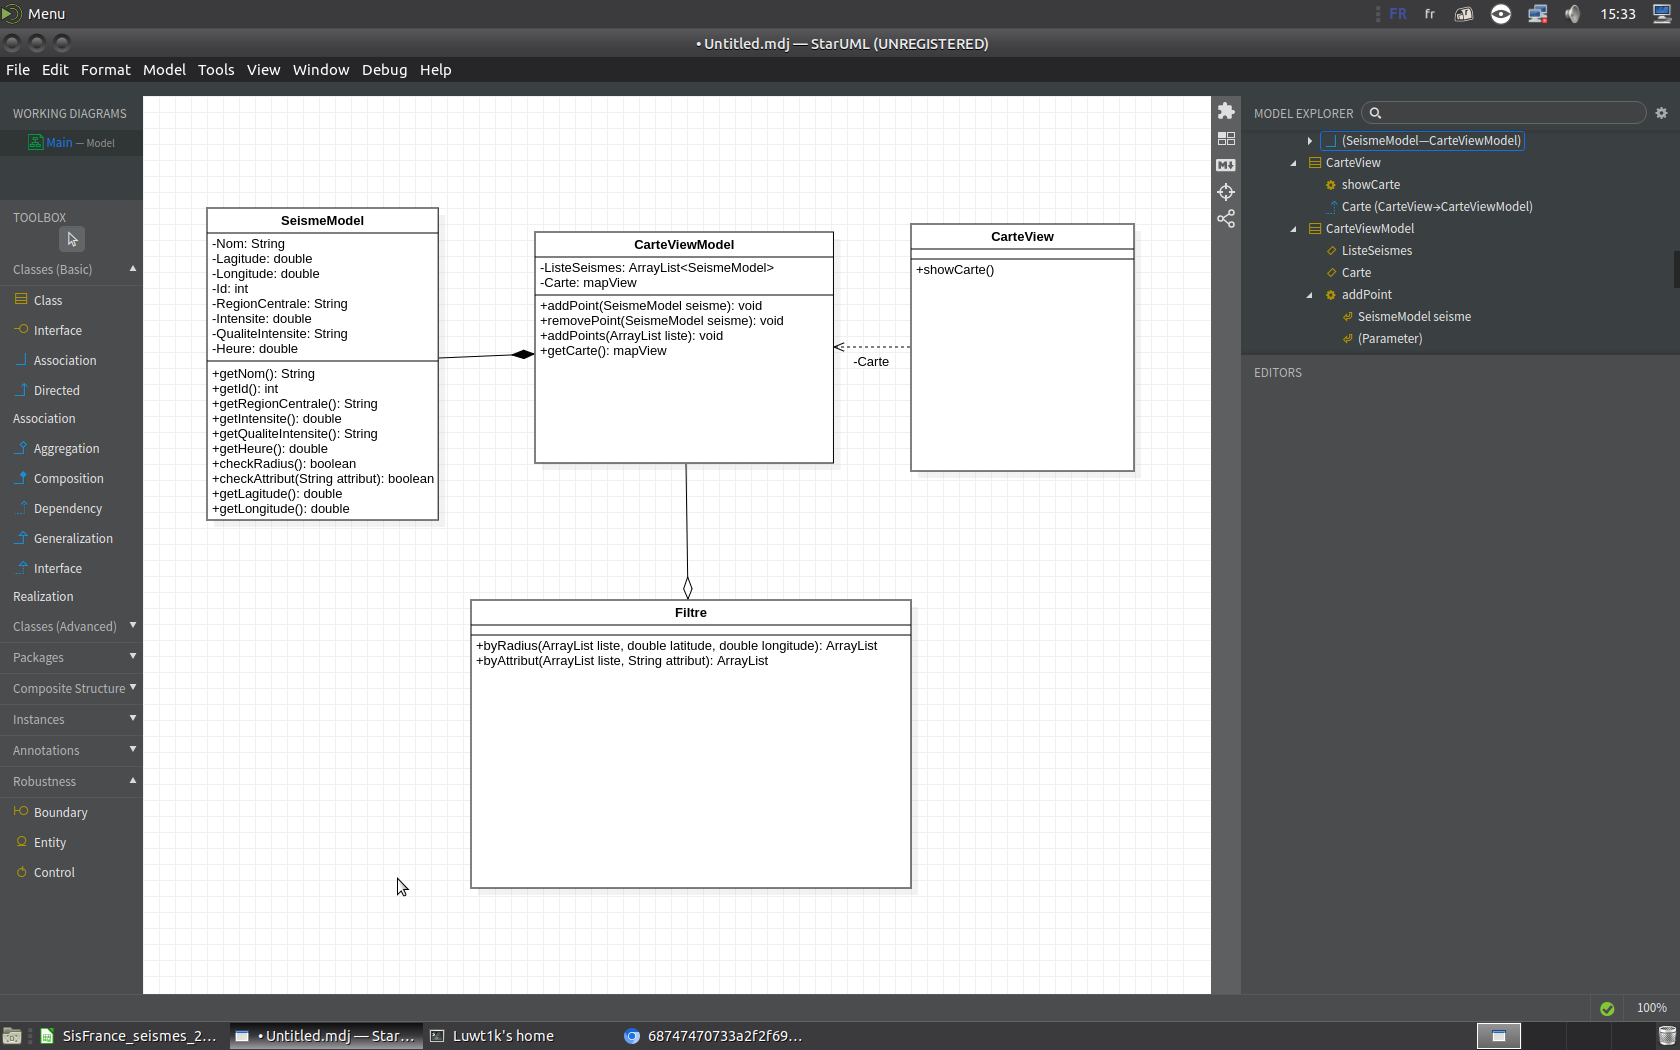 Menu
FR
fr
15:33
• Untitled.mdj — StarUML (UNREGISTERED)
File Edit Format Model Tools View Window Debug Help
WORKING DIAGRAMS
Main — Model
TOOLBOX
Classes (Basic)
Class
Interface
Association
Directed
Association
Aggregation
Composition
Dependency
Generalization
Interface
Realization
Classes (Advanced)
Packages
Composite Structure
Instances
Annotations
Robustness
Boundary
Entity
Control
SeismeModel
-Nom: String
-Lagitude: double
-Longitude: double
-Id: int
-RegionCentrale: String
-Intensite: double
-QualiteIntensite: String
-Heure: double
+getNom(): String
+getId(): int
+getRegionCentrale(): String
+getIntensite(): double
+getQualiteIntensite(): String
+getHeure(): double
+checkRadius(): boolean
+checkAttribut(String attribut): boolean
+getLagitude(): double
+getLongitude(): double
CarteViewModel
-ListeSeismes: ArrayList<SeismeModel>
-Carte: mapView
+addPoint(SeismeModel seisme): void
+removePoint(SeismeModel seisme): void
+addPoints(ArrayList liste): void
+getCarte(): mapView
-Carte
CarteView
+showCarte()
Filtre
+byRadius(ArrayList liste, double latitude, double longitude): ArrayList
+byAttribut(ArrayList liste, String attribut): ArrayList
M
MODEL EXPLORER
(SeismeModel—CarteViewModel)
CarteView
showCarte
Carte (CarteView→CarteViewModel)
CarteViewModel
ListeSeismes
Carte
addPoint
SeismeModel seisme
(Parameter)
EDITORS
100%
SisFrance_seismes_2...
• Untitled.mdj — Star...
Luwt1k's home
68747470733a2f2f69...